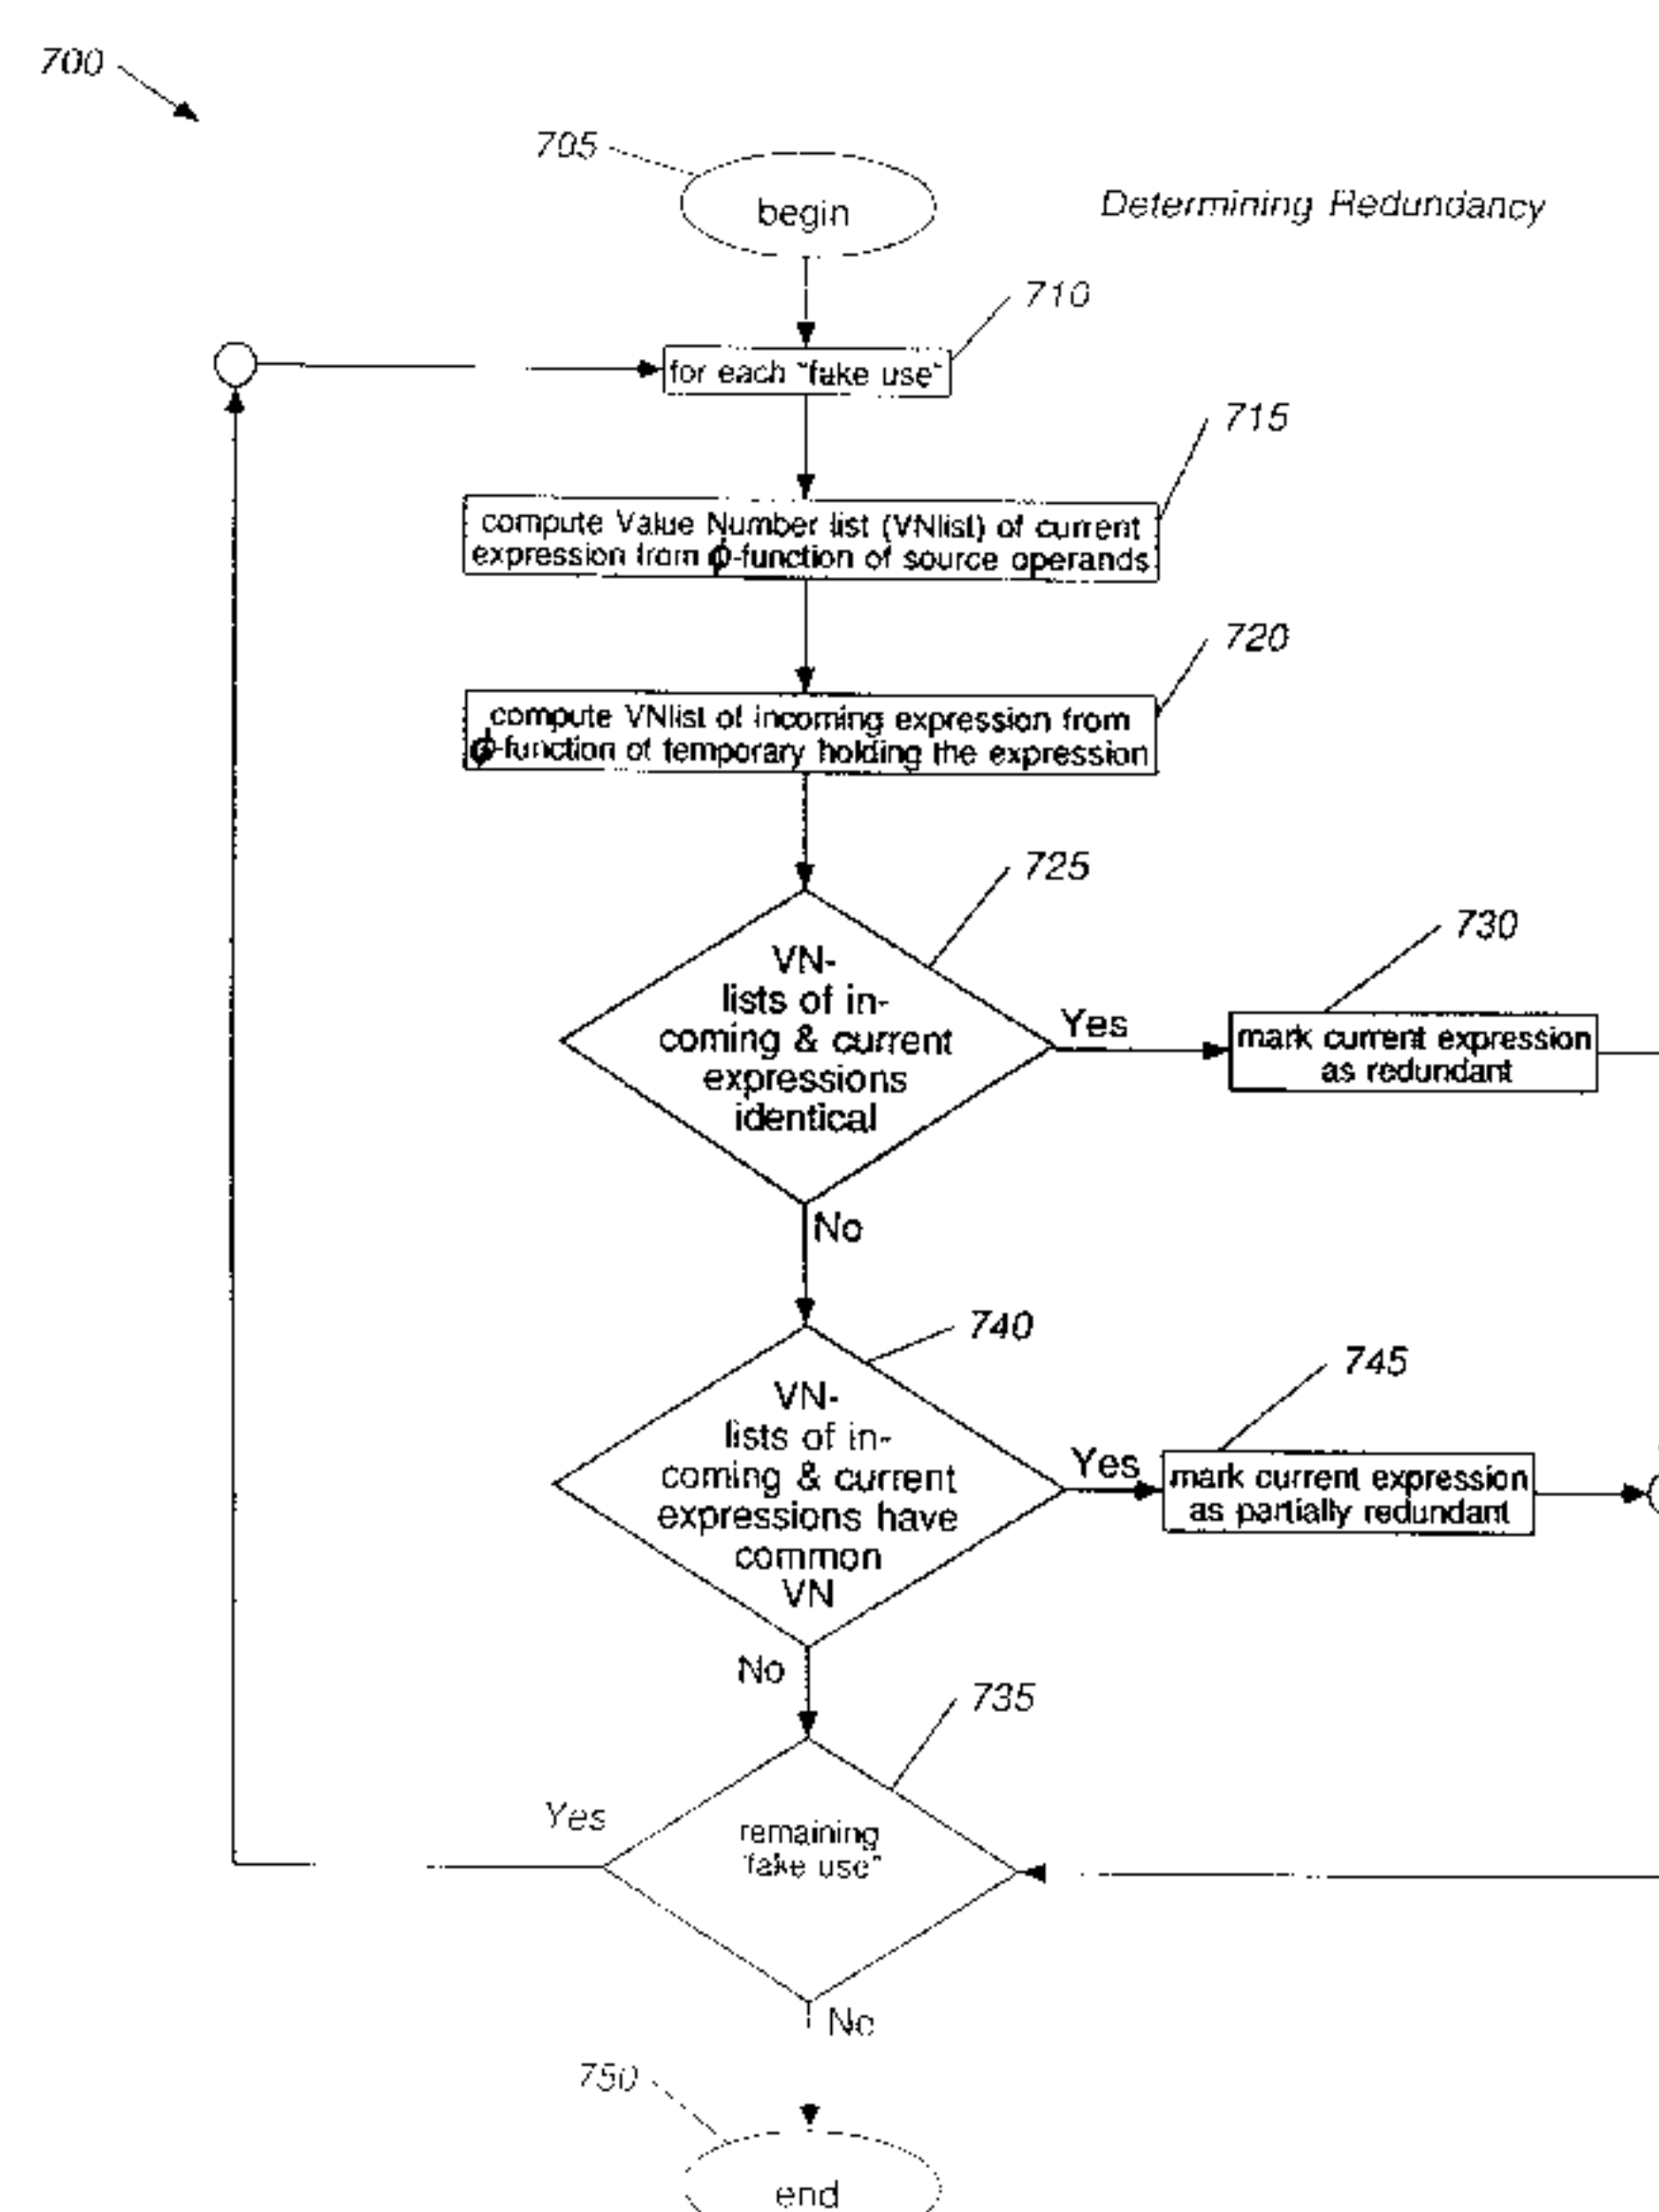 700
705
begin
Determining Redundancy
710
for each "fake use"
715
compute Value Number list (VNlist) of current
expression from φ-function of source operands
720
compute VNlist of incoming expression from
φ-function of temporary holding the expression
725
VN-
lists of in-
coming & current
expressions
identical
Yes
730
mark current expression
as redundant
No
740
VN-
lists of in-
coming & current
expressions have
common
VN
Yes
745
mark current expression
as partially redundant
No
735
Yes
remaining
"fake use"
No
750
end